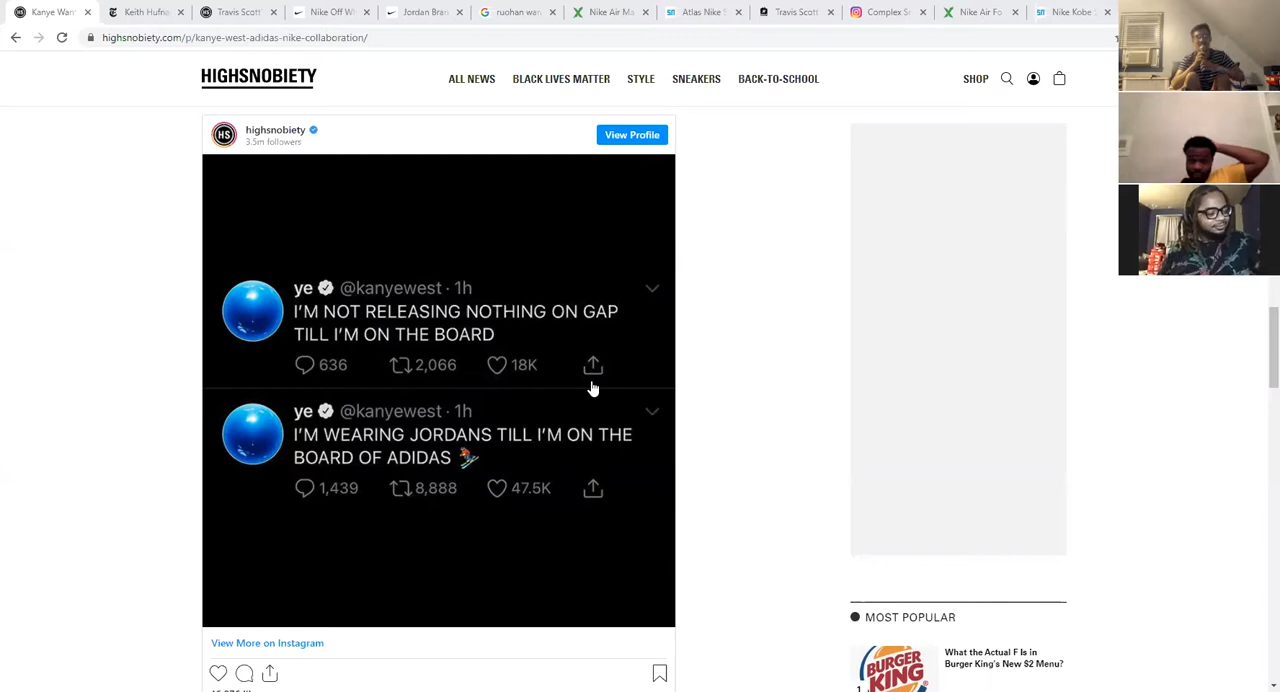 Kanye Wan
Keith Hufna
Travis Scott'
Nike Off W
Jordan Bran
ruohan wan
Nike Air Ma
Atlas Nike S
Travis Scott
Complex S
Nike Air Fo
Nike Kobe
highsnobiety.com/p/kanye-west-adidas-nike-collaboration/
HIGHSNOBIETY
ALL NEWS
BLACK LIVES MATTER
STYLE
SNEAKERS
BACK-TO-SCHOOL
SHOP
HS
highsnobiety
3.5m followers
View Profile
ye @kanyewest · 1h
I'M NOT RELEASING NOTHING ON GAP
TILL I'M ON THE BOARD
636 2,066 18K
ye @kanyewest · 1h
I'M WEARING JORDANS TILL I'M ON THE
BOARD OF ADIDAS
1,439 8,888 47.5K
View More on Instagram
MOST POPULAR
BURGER
KING
1
What the Actual F Is in
Burger King's New $2 Menu?